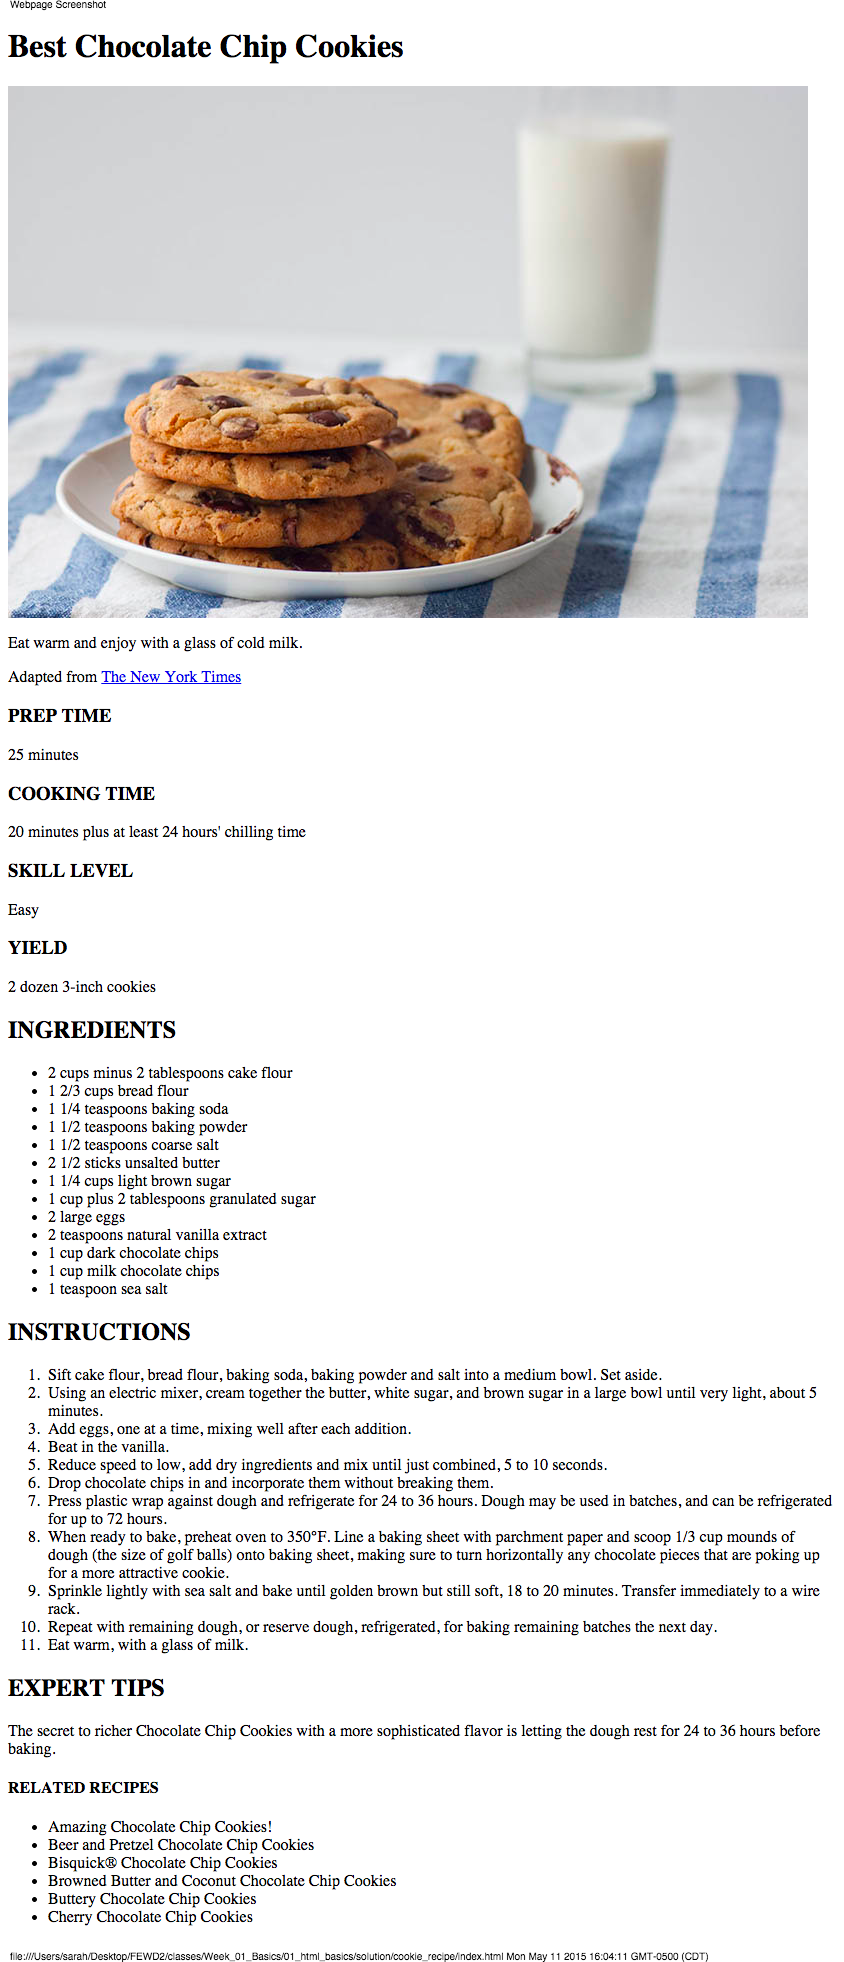 Webpage Screenshot
Best Chocolate Chip Cookies
Eat warm and enjoy with a glass of cold milk.
Adapted from The New York Times
PREP TIME
25 minutes
COOKING TIME
20 minutes plus at least 24 hours' chilling time
SKILL LEVEL
Easy
YIELD
2 dozen 3-inch cookies
INGREDIENTS
• 2 cups minus 2 tablespoons cake flour
• 1 2/3 cups bread flour
• 1 1/4 teaspoons baking soda
• 1 1/2 teaspoons baking powder
• 1 1/2 teaspoons coarse salt
• 2 1/2 sticks unsalted butter
• 1 1/4 cups light brown sugar
• 1 cup plus 2 tablespoons granulated sugar
• 2 large eggs
• 2 teaspoons natural vanilla extract
• 1 cup dark chocolate chips
• 1 cup milk chocolate chips
• 1 teaspoon sea salt
INSTRUCTIONS
1. Sift cake flour, bread flour, baking soda, baking powder and salt into a medium bowl. Set aside.
2. Using an electric mixer, cream together the butter, white sugar, and brown sugar in a large bowl until very light, about 5
minutes.
3. Add eggs, one at a time, mixing well after each addition.
4. Beat in the vanilla.
5. Reduce speed to low, add dry ingredients and mix until just combined, 5 to 10 seconds.
6. Drop chocolate chips in and incorporate them without breaking them.
7. Press plastic wrap against dough and refrigerate for 24 to 36 hours. Dough may be used in batches, and can be refrigerated
for up to 72 hours.
8. When ready to bake, preheat oven to 350°F. Line a baking sheet with parchment paper and scoop 1/3 cup mounds of
dough (the size of golf balls) onto baking sheet, making sure to turn horizontally any chocolate pieces that are poking up
for a more attractive cookie.
9. Sprinkle lightly with sea salt and bake until golden brown but still soft, 18 to 20 minutes. Transfer immediately to a wire
rack.
10. Repeat with remaining dough, or reserve dough, refrigerated, for baking remaining batches the next day.
11. Eat warm, with a glass of milk.
EXPERT TIPS
The secret to richer Chocolate Chip Cookies with a more sophisticated flavor is letting the dough rest for 24 to 36 hours before
baking.
RELATED RECIPES
• Amazing Chocolate Chip Cookies!
• Beer and Pretzel Chocolate Chip Cookies
• Bisquick® Chocolate Chip Cookies
• Browned Butter and Coconut Chocolate Chip Cookies
• Buttery Chocolate Chip Cookies
• Cherry Chocolate Chip Cookies
file:///Users/sarah/Desktop/FEWD2/classes/Week_01_Basics/01_html_basics/solution/cookie_recipe/index.html Mon May 11 2015 16:04:11 GMT-0500 (CDT)